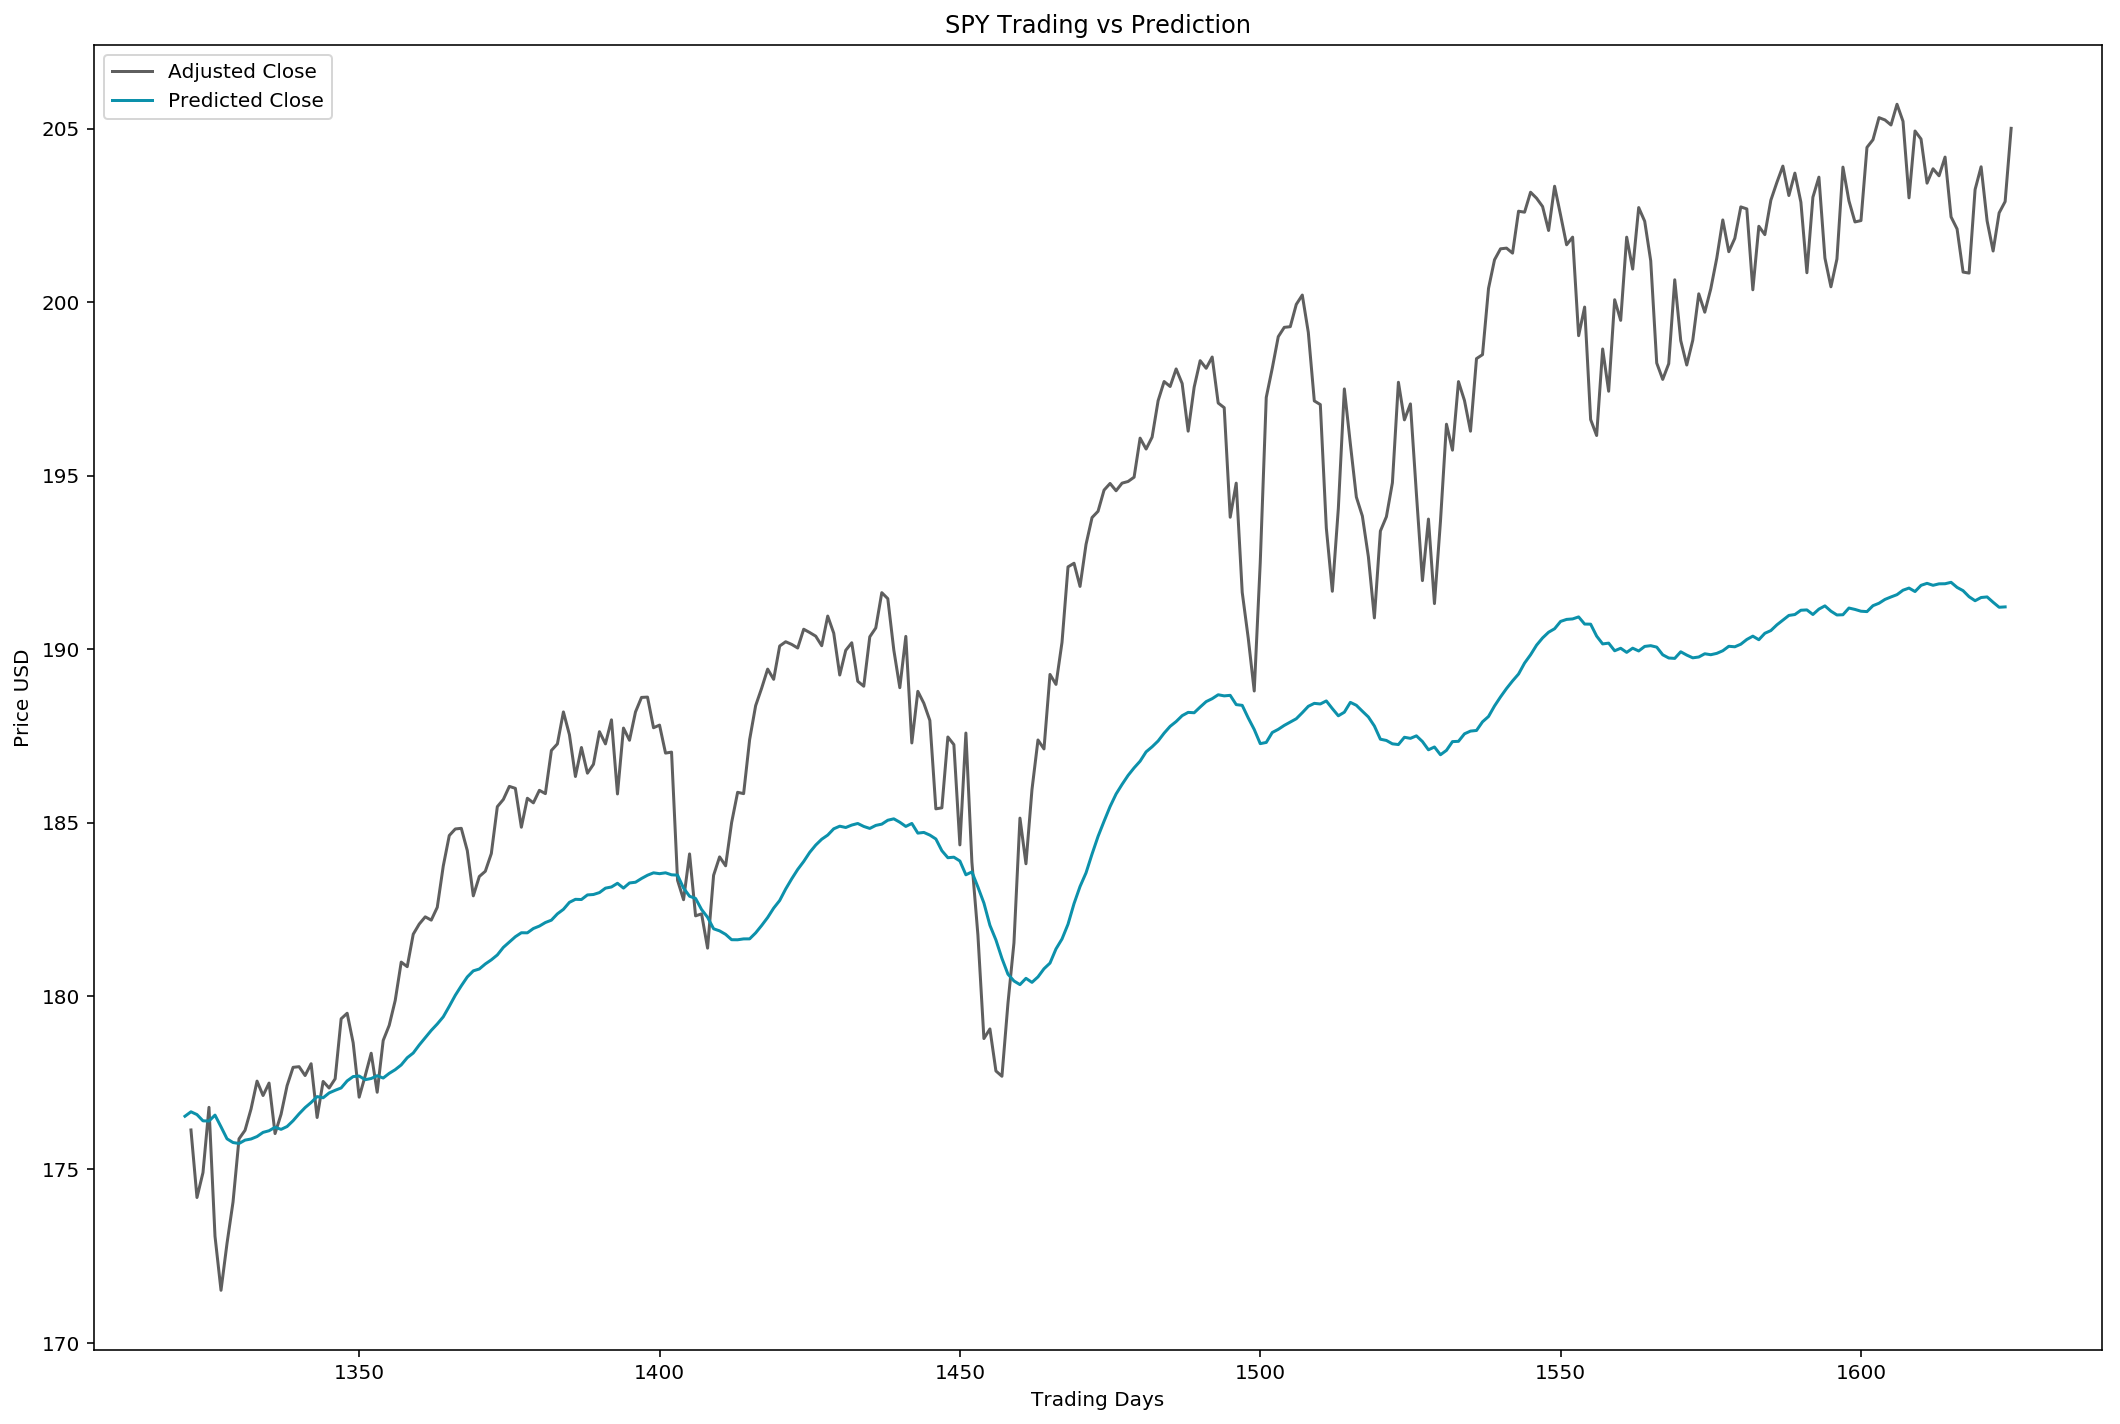 SPY Trading vs Prediction
Adjusted Close
Predicted Close
205
200
195
190
185
180
175
170
Price USD
1350
1400
1450
1500
1550
1600
Trading Days